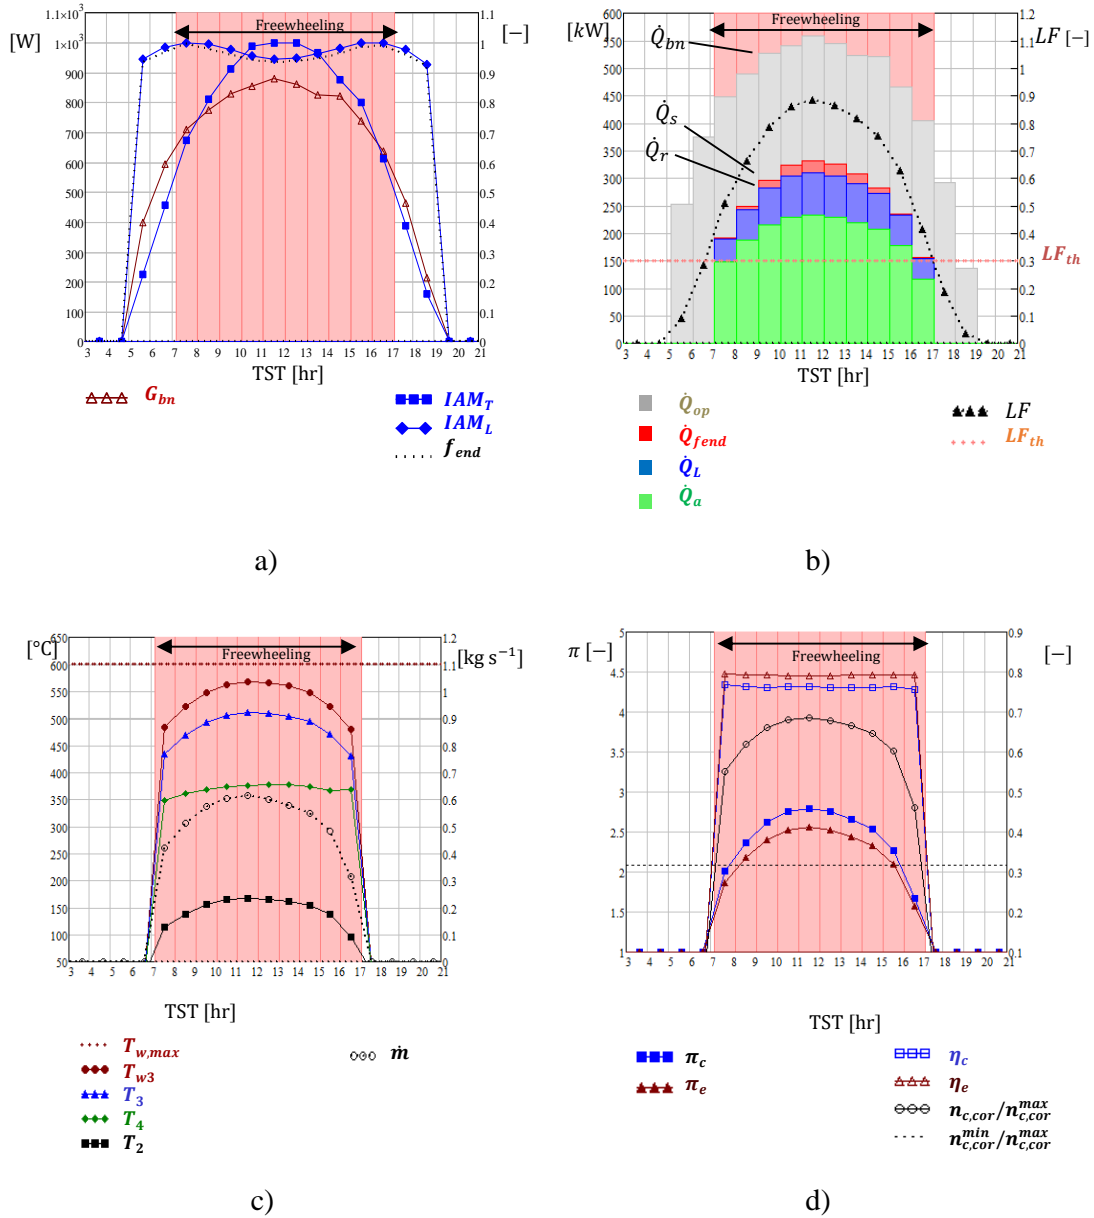 [W]
[-]
Freewheeling
1.1×10³
1×10³
900
800
700
600
500
400
300
200
100
0
1.1
1
0.9
0.8
0.7
0.6
0.5
0.4
0.3
0.2
0.1
0
3 4 5 6 7 8 9 10 11 12 13 14 15 16 17 18 19 20 21
TST [hr]
G_bn
IAM_T
IAM_L
f_end
a)
[kW]
LF [-]
Freewheeling
Q̇_bn
Q̇_s
Q̇_r
LF_th
600
550
500
450
400
350
300
250
200
150
100
50
0
1.2
1.1
1
0.9
0.8
0.7
0.6
0.5
0.4
0.3
0.2
0.1
0
3 4 5 6 7 8 9 10 11 12 13 14 15 16 17 18 19 20 21
TST [hr]
Q̇_op
Q̇_fend
Q̇_L
Q̇_a
LF
LF_th
b)
[°C]
[kg s⁻¹]
Freewheeling
650
600
550
500
450
400
350
300
250
200
150
100
50
1.2
1.1
1
0.9
0.8
0.7
0.6
0.5
0.4
0.3
0.2
0.1
0
3 4 5 6 7 8 9 10 11 12 13 14 15 16 17 18 19 20 21
TST [hr]
T_w,max
T_w3
T_3
T_4
T_2
ṁ
c)
π [-]
[-]
Freewheeling
5
4.5
4
3.5
3
2.5
2
1.5
1
0.9
0.8
0.7
0.6
0.5
0.4
0.3
0.2
0.1
3 4 5 6 7 8 9 10 11 12 13 14 15 16 17 18 19 20 21
TST [hr]
π_c
π_e
η_c
η_e
n_c,cor/n_c,cor^max
n_c,cor^min/n_c,cor^max
d)